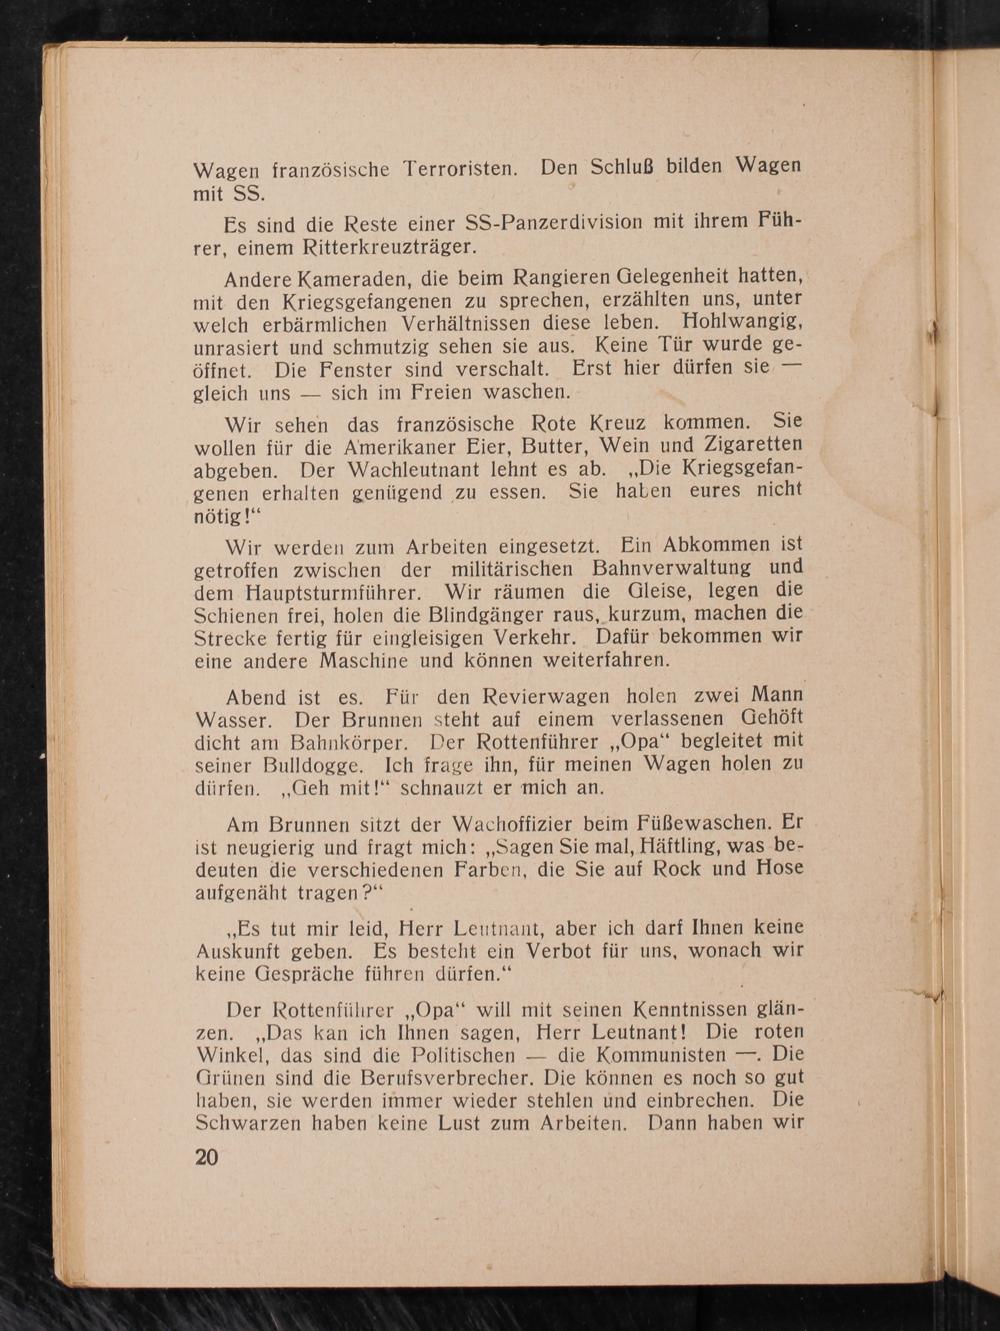 Wagen französische Terroristen. Den Schluß bilden Wagen
mit SS.
Es sind die Reste einer SS-Panzerdivision mit ihrem Füh-
rer, einem Ritterkreuzträger.
Andere Kameraden, die beim Rangieren Gelegenheit hatten,
mit den Kriegsgefangenen zu sprechen, erzählten uns, unter
welch erbärmlichen Verhältnissen diese leben. Hohlwangig,
unrasiert und schmutzig sehen sie aus. Keine Tür wurde ge-
öffnet. Die Fenster sind verschalt. Erst hier dürfen sie —
gleich uns — sich im Freien waschen.
Wir sehen das französische Rote Kreuz kommen. Sie
wollen für die Amerikaner Eier, Butter, Wein und Zigaretten
abgeben. Der Wachleutnant lehnt es ab. „Die Kriegsgefan-
genen erhalten genügend zu essen. Sie haben eures nicht
nötig!“
Wir werden zum Arbeiten eingesetzt. Ein Abkommen ist
getroffen zwischen der militärischen Bahnverwaltung und
dem Hauptsturmführer. Wir räumen die Gleise, legen die
Schienen frei, holen die Blindgänger raus, kurzum, machen die
Strecke fertig für eingleisigen Verkehr. Dafür bekommen wir
eine andere Maschine und können weiterfahren.
Abend ist es. Für den Revierwagen holen zwei Mann
Wasser. Der Brunnen steht auf einem verlassenen Gehöft
dicht am Bahnkörper. Der Rottenführer „Opa“ begleitet mit
seiner Bulldogge. Ich frage ihn, für meinen Wagen holen zu
dürfen. „Geh mit!“ schnauzt er mich an.
Am Brunnen sitzt der Wachoffizier beim Füßewaschen. Er
ist neugierig und fragt mich: „Sagen Sie mal, Häftling, was be-
deuten die verschiedenen Farben, die Sie auf Rock und Hose
aufgenäht tragen?“
„Es tut mir leid, Herr Leutnant, aber ich darf Ihnen keine
Auskunft geben. Es besteht ein Verbot für uns, wonach wir
keine Gespräche führen dürfen.“
Der Rottenführer „Opa“ will mit seinen Kenntnissen glän-
zen. „Das kan ich Ihnen sagen, Herr Leutnant! Die roten
Winkel, das sind die Politischen — die Kommunisten —. Die
Grünen sind die Berufsverbrecher. Die können es noch so gut
haben, sie werden immer wieder stehlen und einbrechen. Die
Schwarzen haben keine Lust zum Arbeiten. Dann haben wir
20